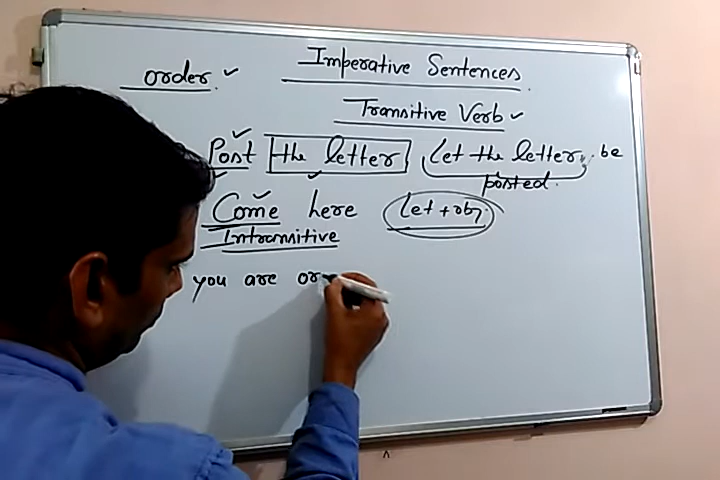 Imperative Sentences
order.
Transitive Verb
Post the letter Let the letter be
posted.
Come here Let + obj
Intransitive
you are or